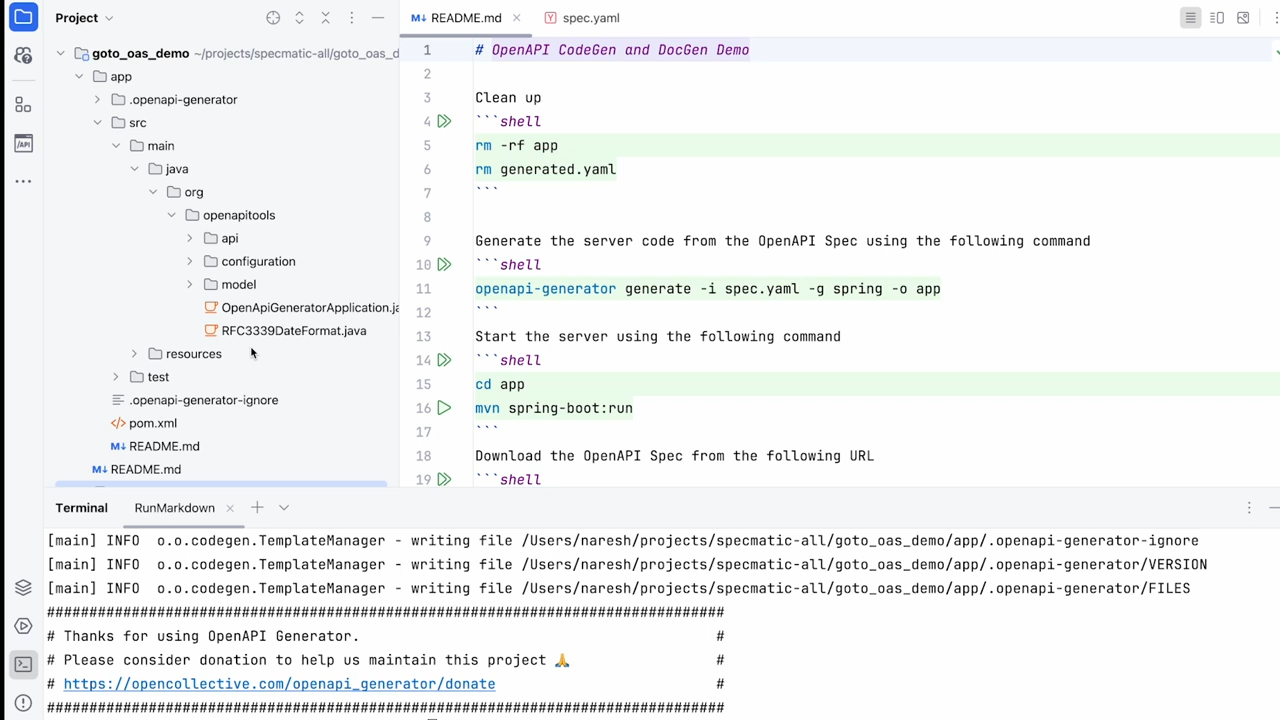 Project
README.md
spec.yaml
goto_oas_demo ~/projects/specmatic-all/goto_oas_d
app
.openapi-generator
src
main
java
org
openapitools
api
configuration
model
OpenApiGeneratorApplication.ja
RFC3339DateFormat.java
resources
test
.openapi-generator-ignore
pom.xml
README.md
README.md
1 # OpenAPI CodeGen and DocGen Demo
2
3 Clean up
4 ```shell
5 rm -rf app
6 rm generated.yaml
7 ```
8
9 Generate the server code from the OpenAPI Spec using the following command
10 ```shell
11 openapi-generator generate -i spec.yaml -g spring -o app
12 ```
13 Start the server using the following command
14 ```shell
15 cd app
16 mvn spring-boot:run
17 ```
18 Download the OpenAPI Spec from the following URL
19 ```shell
Terminal RunMarkdown
[main] INFO  o.o.codegen.TemplateManager - writing file /Users/naresh/projects/specmatic-all/goto_oas_demo/app/.openapi-generator-ignore
[main] INFO  o.o.codegen.TemplateManager - writing file /Users/naresh/projects/specmatic-all/goto_oas_demo/app/.openapi-generator/VERSION
[main] INFO  o.o.codegen.TemplateManager - writing file /Users/naresh/projects/specmatic-all/goto_oas_demo/app/.openapi-generator/FILES
################################################################################
# Thanks for using OpenAPI Generator. #
# Please consider donation to help us maintain this project 🙏 #
# https://opencollective.com/openapi_generator/donate #
################################################################################